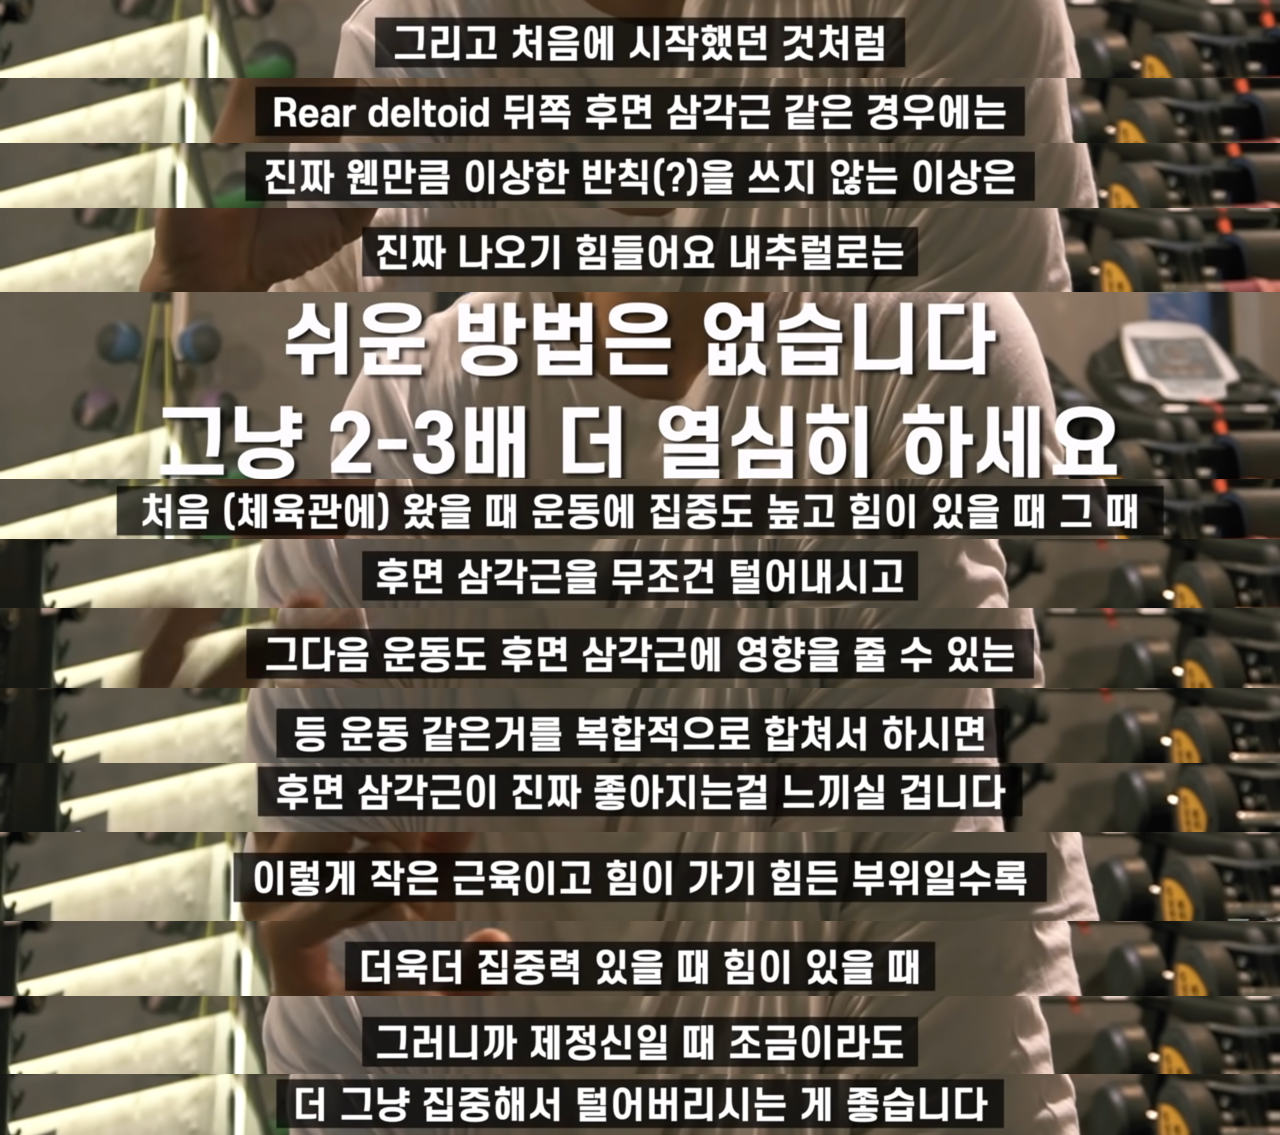 그리고 처음에 시작했던 것처럼
Rear deltoid 뒤쪽 후면 삼각근 같은 경우에는
진짜 웬만큼 이상한 반칙(?)을 쓰지 않는 이상은
진짜 나오기 힘들어요 내추럴로는
쉬운 방법은 없습니다
그냥 2-3배 더 열심히 하세요
처음 (체육관에) 왔을 때 운동에 집중도 높고 힘이 있을 때 그 때
후면 삼각근을 무조건 털어내시고
그다음 운동도 후면 삼각근에 영향을 줄 수 있는
등 운동 같은거를 복합적으로 합쳐서 하시면
후면 삼각근이 진짜 좋아지는걸 느끼실 겁니다
이렇게 작은 근육이고 힘이 가기 힘든 부위일수록
더욱더 집중력 있을 때 힘이 있을 때
그러니까 제정신일 때 조금이라도
더 그냥 집중해서 털어버리시는 게 좋습니다